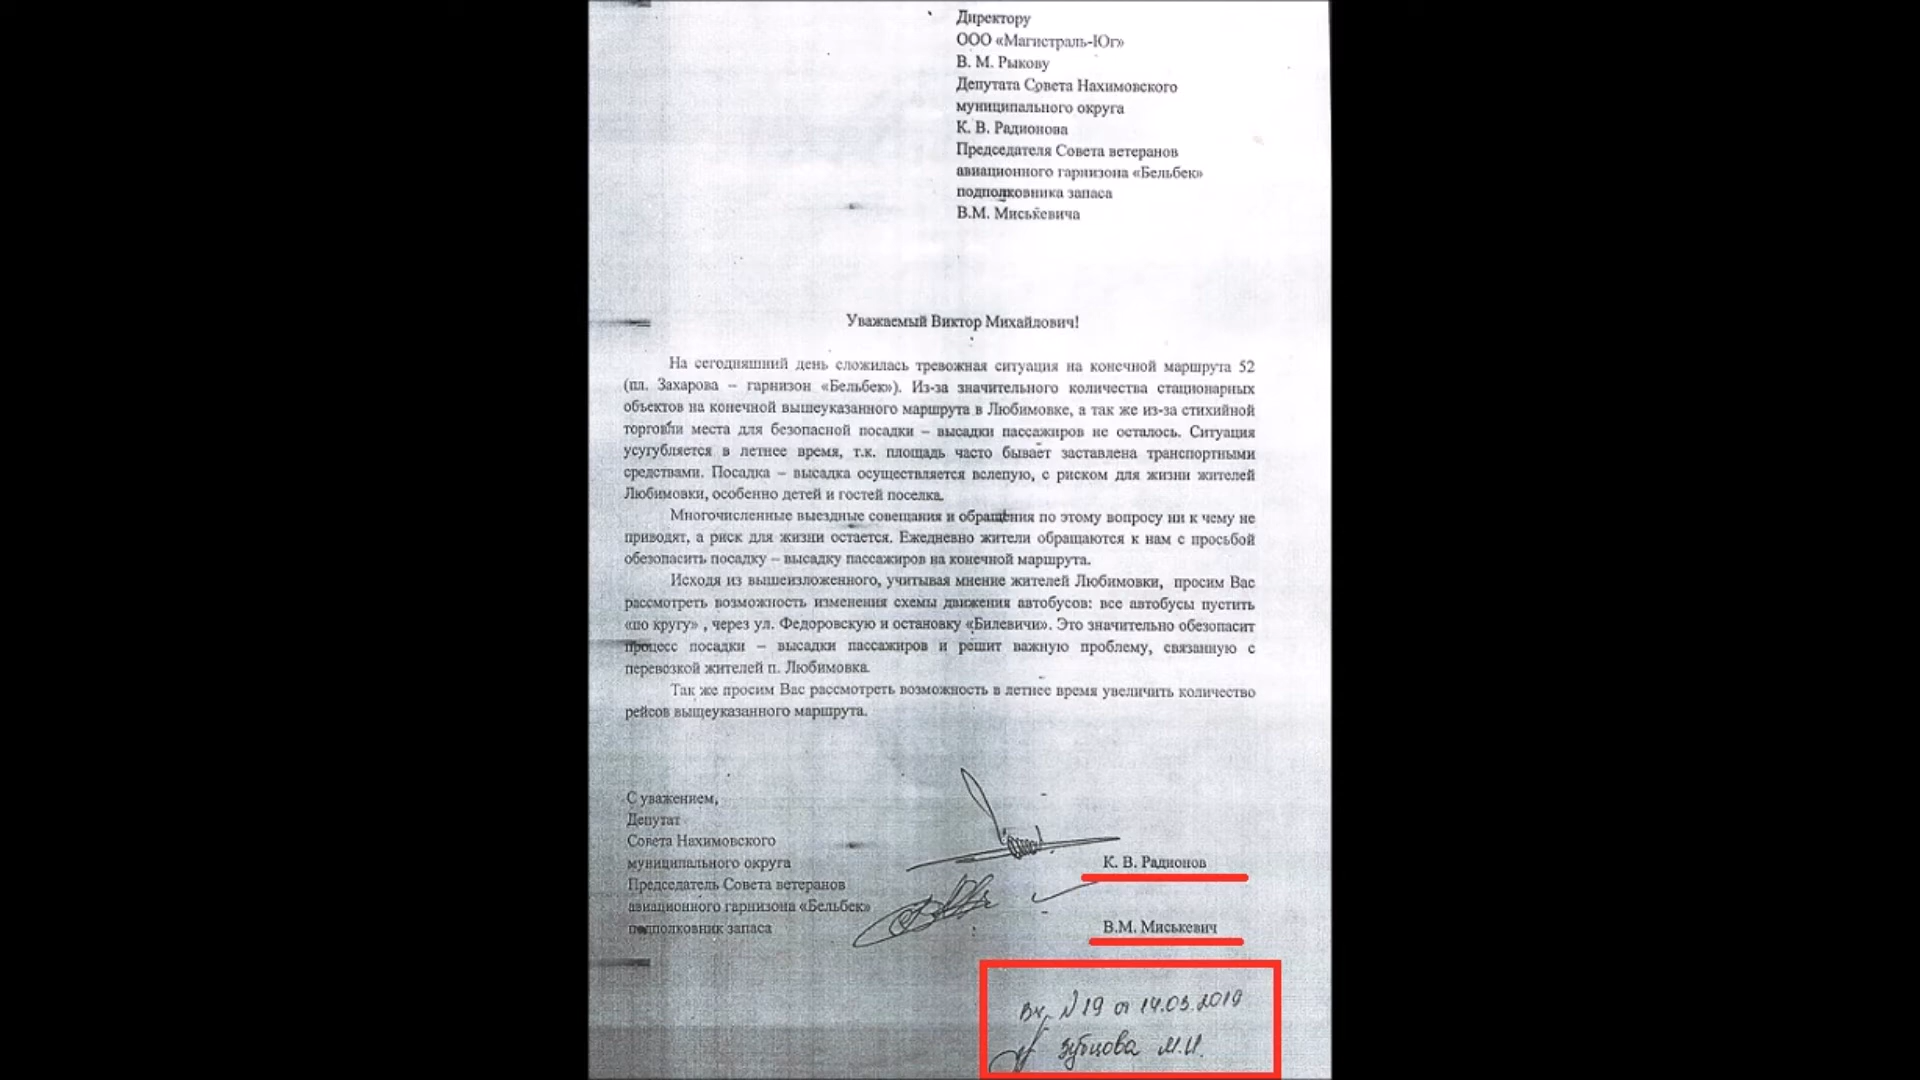 Директору
ООО «Магистраль-Юг»
В. М. Рыкову
Депутата Совета Нахимовского
муниципального округа
К. В. Радионова
Председателя Совета ветеранов
авиационного гарнизона «Бельбек»
подполковника запаса
В.М. Миськевича
Уважаемый Виктор Михайлович!
На сегодняшний день сложилась тревожная ситуация на конечной маршрута 52
(пл. Захарова – гарнизон «Бельбек»). Из-за значительного количества стационарных
объектов на конечной вышеуказанного маршрута в Любимовке, а так же из-за стихийной
торговли места для безопасной посадки – высадки пассажиров не осталось. Ситуация
усугубляется в летнее время, т.к. площадь часто бывает заставлена транспортными
средствами. Посадка – высадка осуществляется вслепую, с риском для жизни жителей
Любимовки, особенно детей и гостей поселка.
Многочисленные выездные совещания и обращения по этому вопросу ни к чему не
приводят, а риск для жизни остается. Ежедневно жители обращаются к нам с просьбой
обезопасить посадку – высадку пассажиров на конечной маршрута.
Исходя из вышеизложенного, учитывая мнение жителей Любимовки, просим Вас
рассмотреть возможность изменения схемы движения автобусов: все автобусы пустить
«по кругу» , через ул. Федоровскую и остановку «Билевичи». Это значительно обезопасит
процесс посадки – высадки пассажиров и решит важную проблему, связанную с
перевозкой жителей п. Любимовка.
Так же просим Вас рассмотреть возможность в летнее время увеличить количество
рейсов выщеуказанного маршрута.
С уважением,
Депутат
Совета Нахимовского
муниципального округа
К. В. Радионов
Председатель Совета ветеранов
авиационного гарнизона «Бельбек»
подполковник запаса
В.М. Миськевич
Вх. №19 от 14.03.2019
Зубцова М.И.